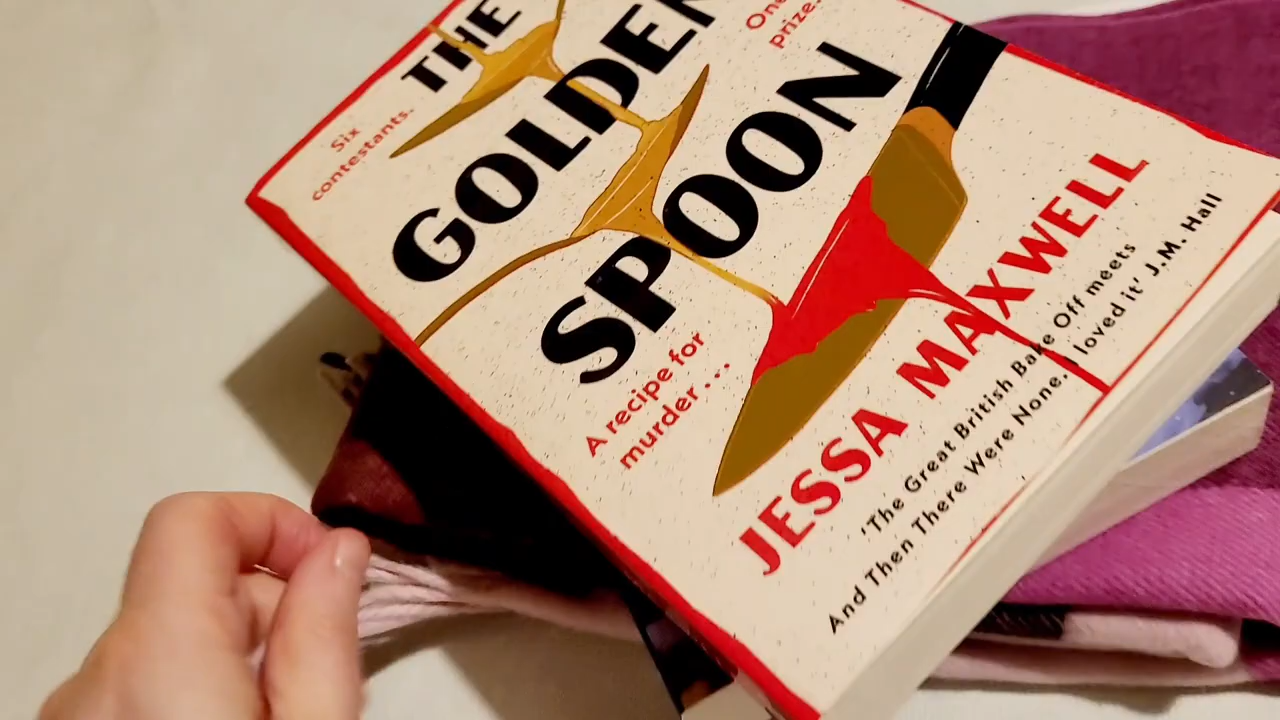 THE
GOLDEN
SPOON
Six
contestants.
One
prize.
A recipe for
murder...
JESSA MAXWELL
'The Great British Bake Off meets
And Then There Were None. I loved it' J.M. Hall